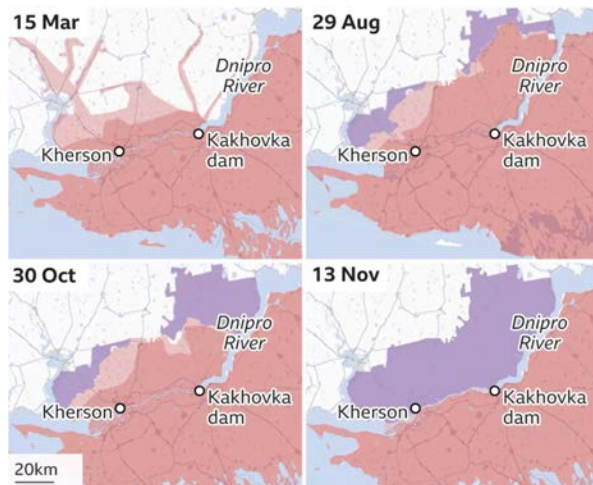 15 Mar
Dnipro
River
Kherson
Kakhovka
dam
29 Aug
Dnipro
River
Kherson
Kakhovka
dam
30 Oct
Dnipro
River
Kherson
Kakhovka
dam
20km
13 Nov
Dnipro
River
Kherson
Kakhovka
dam